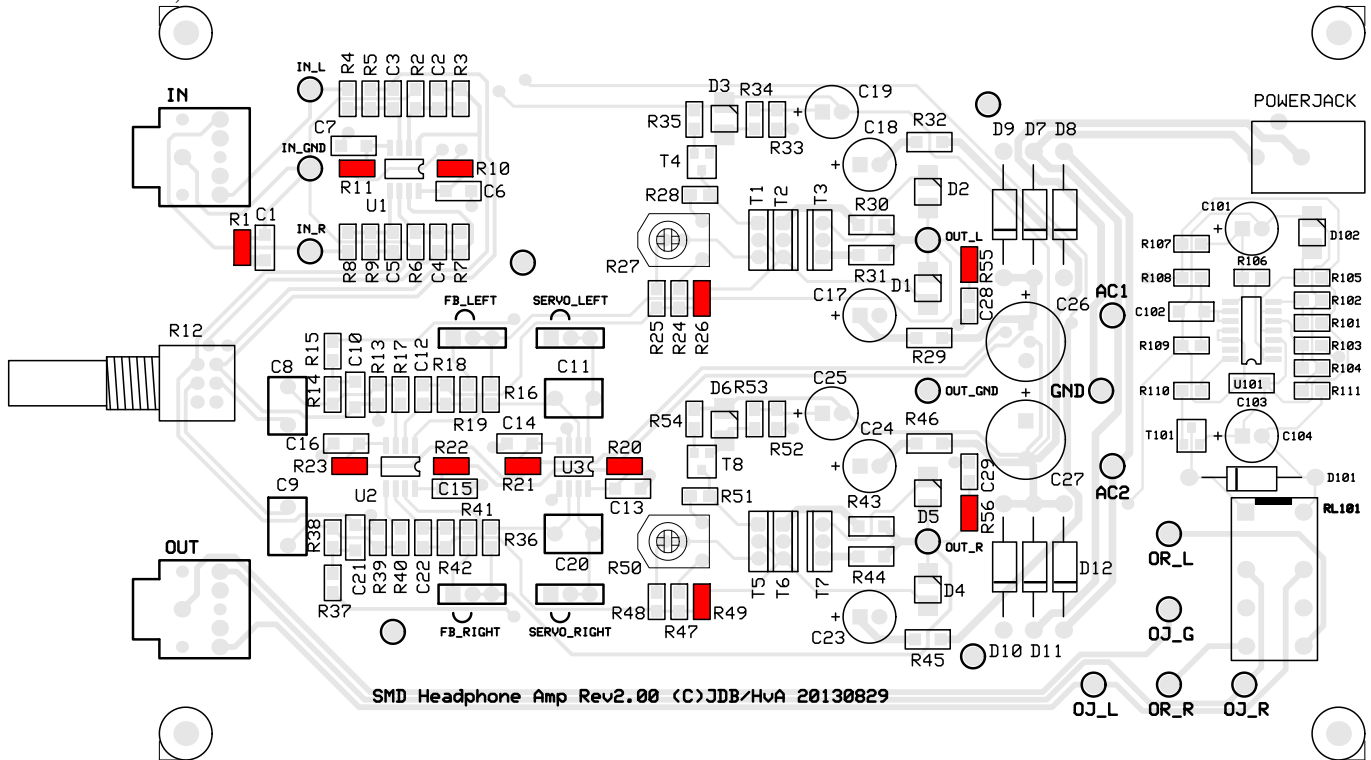 IN_L
R4
R5
C3
R2
C2
R3
IN
C7
IN_GND
R11
R10
U1
C6
R1
C1
IN_R
R8
R9
C5
R6
C4
R7
D3
R34
C19
R35
R33
C18
R32
D9
D7
D8
POWERJACK
T4
R28
T1
T2
T3
D2
R30
OUT_L
R27
R31
D1
R55
C28
R25
R24
R26
C17
R29
C26
AC1
C101
R107
D102
R108
R106
R105
C102
R102
R101
R109
R103
R104
R110
U101
R111
R12
FB_LEFT
SERVO_LEFT
R15
C10
R13
R17
C12
R18
C11
C8
R14
R16
R19
C16
R23
R22
C14
R21
U3
R20
U2
C15
C13
C9
R38
R41
R36
C21
R39
R40
C22
R42
C20
R37
OUT
FB_RIGHT
SERVO_RIGHT
D6
R53
C25
R54
R52
C24
R46
OUT_GND
GND
T8
R51
R43
C29
C27
AC2
D5
R56
R50
OUT_R
R44
R48
R47
R49
T5
T6
T7
D4
C23
R45
D12
D10
D11
C103
T101
C104
D101
RL101
OR_L
OJ_G
OJ_L
OR_R
OJ_R
SMD Headphone Amp Rev2.00 (C)JDB/HvA 20130829